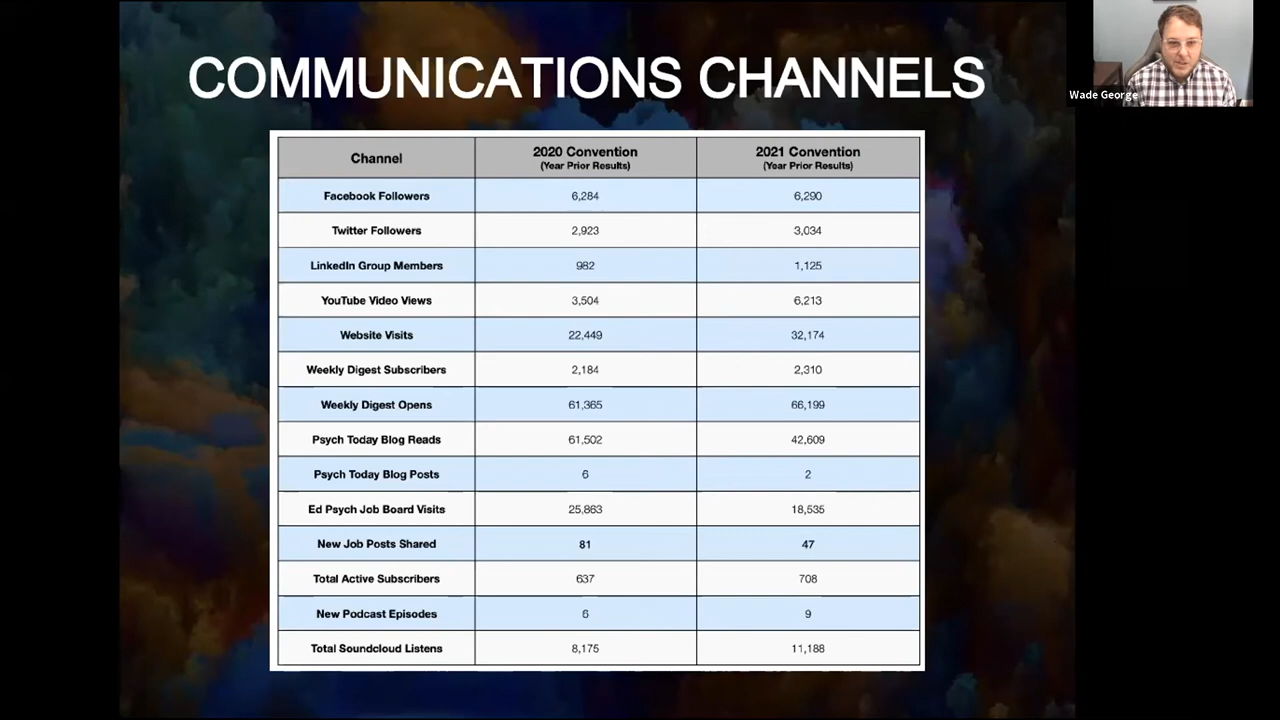 COMMUNICATIONS CHANNELS
Wade George
Channel 2020 Convention (Year Prior Results) 2021 Convention (Year Prior Results)
Facebook Followers 6,284 6,290
Twitter Followers 2,923 3,034
LinkedIn Group Members 982 1,125
YouTube Video Views 3,504 6,213
Website Visits 22,449 32,174
Weekly Digest Subscribers 2,184 2,310
Weekly Digest Opens 61,365 66,199
Psych Today Blog Reads 61,502 42,609
Psych Today Blog Posts 6 2
Ed Psych Job Board Visits 25,863 18,535
New Job Posts Shared 81 47
Total Active Subscribers 637 708
New Podcast Episodes 6 9
Total Soundcloud Listens 8,175 11,188